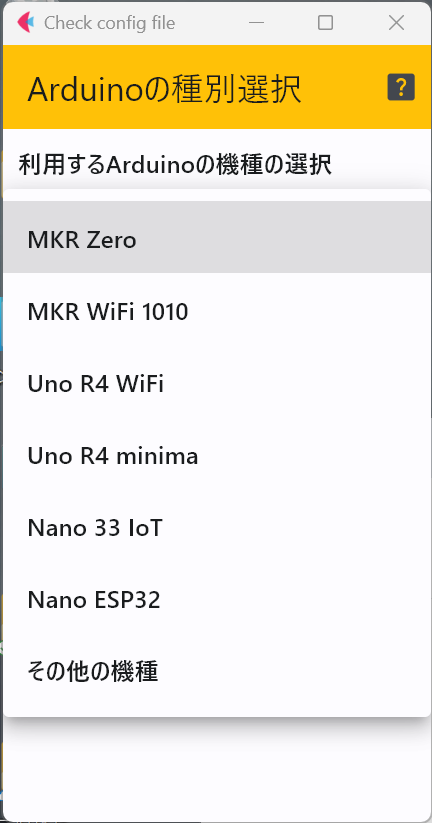 Check config file
Arduinoの種別選択
?
利用するArduinoの機種の選択
MKR Zero
MKR WiFi 1010
Uno R4 WiFi
Uno R4 minima
Nano 33 IoT
Nano ESP32
その他の機種